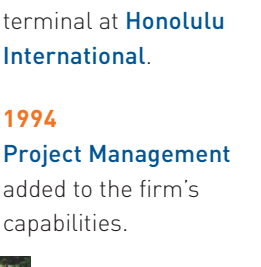 terminal at Honolulu
International.
1994
Project Management
added to the firm’s
capabilities.